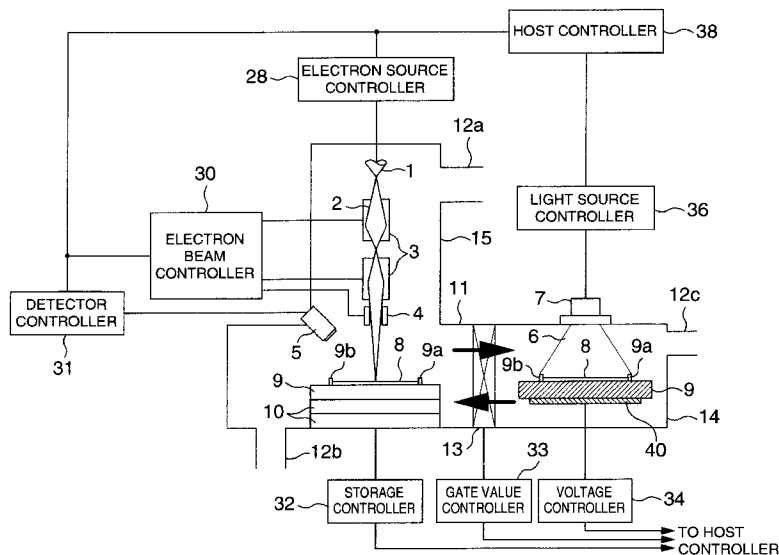 HOST CONTROLLER
38
ELECTRON SOURCE
CONTROLLER
28
12a
1
30
2
LIGHT SOURCE
CONTROLLER
36
ELECTRON
BEAM
CONTROLLER
3
15
DETECTOR
CONTROLLER
31
4
11
7
12c
5
6
9b
8
9a
9b
8
9a
9
9
10
14
12b
13
33
40
32
STORAGE
CONTROLLER
GATE VALUE
CONTROLLER
VOLTAGE
CONTROLLER
34
TO HOST
CONTROLLER